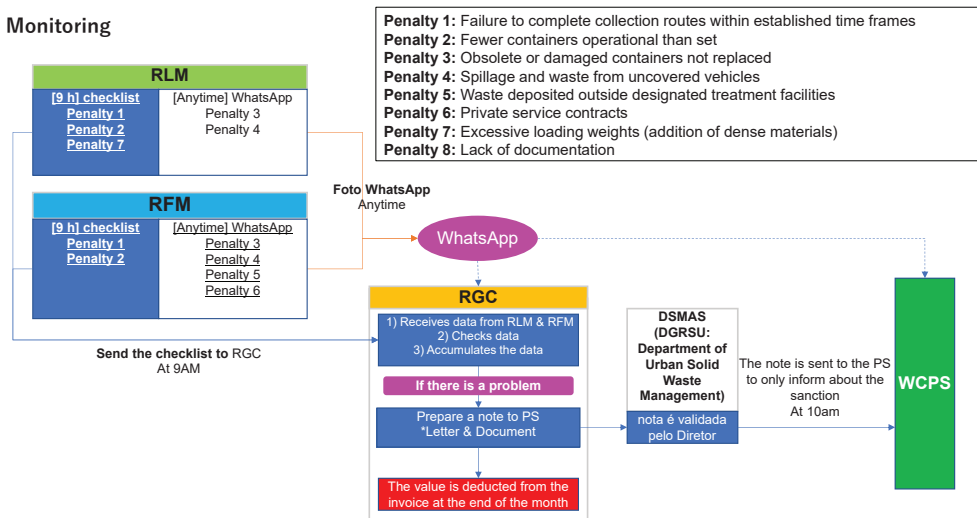 Monitoring
Penalty 1: Failure to complete collection routes within established time frames
Penalty 2: Fewer containers operational than set
Penalty 3: Obsolete or damaged containers not replaced
Penalty 4: Spillage and waste from uncovered vehicles
Penalty 5: Waste deposited outside designated treatment facilities
Penalty 6: Private service contracts
Penalty 7: Excessive loading weights (addition of dense materials)
Penalty 8: Lack of documentation
RLM
[9 h] checklist
Penalty 1
Penalty 2
Penalty 7
[Anytime] WhatsApp
Penalty 3
Penalty 4
RFM
[9 h] checklist
Penalty 1
Penalty 2
[Anytime] WhatsApp
Penalty 3
Penalty 4
Penalty 5
Penalty 6
Foto WhatsApp
Anytime
WhatsApp
Send the checklist to RGC
At 9AM
RGC
1) Receives data from RLM & RFM
2) Checks data
3) Accumulates the data
If there is a problem
Prepare a note to PS
*Letter & Document
The value is deducted from the
invoice at the end of the month
DSMAS
(DGRSU:
Department of
Urban Solid
Waste
Management)
nota é validada
pelo Diretor
The note is sent to the PS
to only inform about the
sanction
At 10am
WCPS